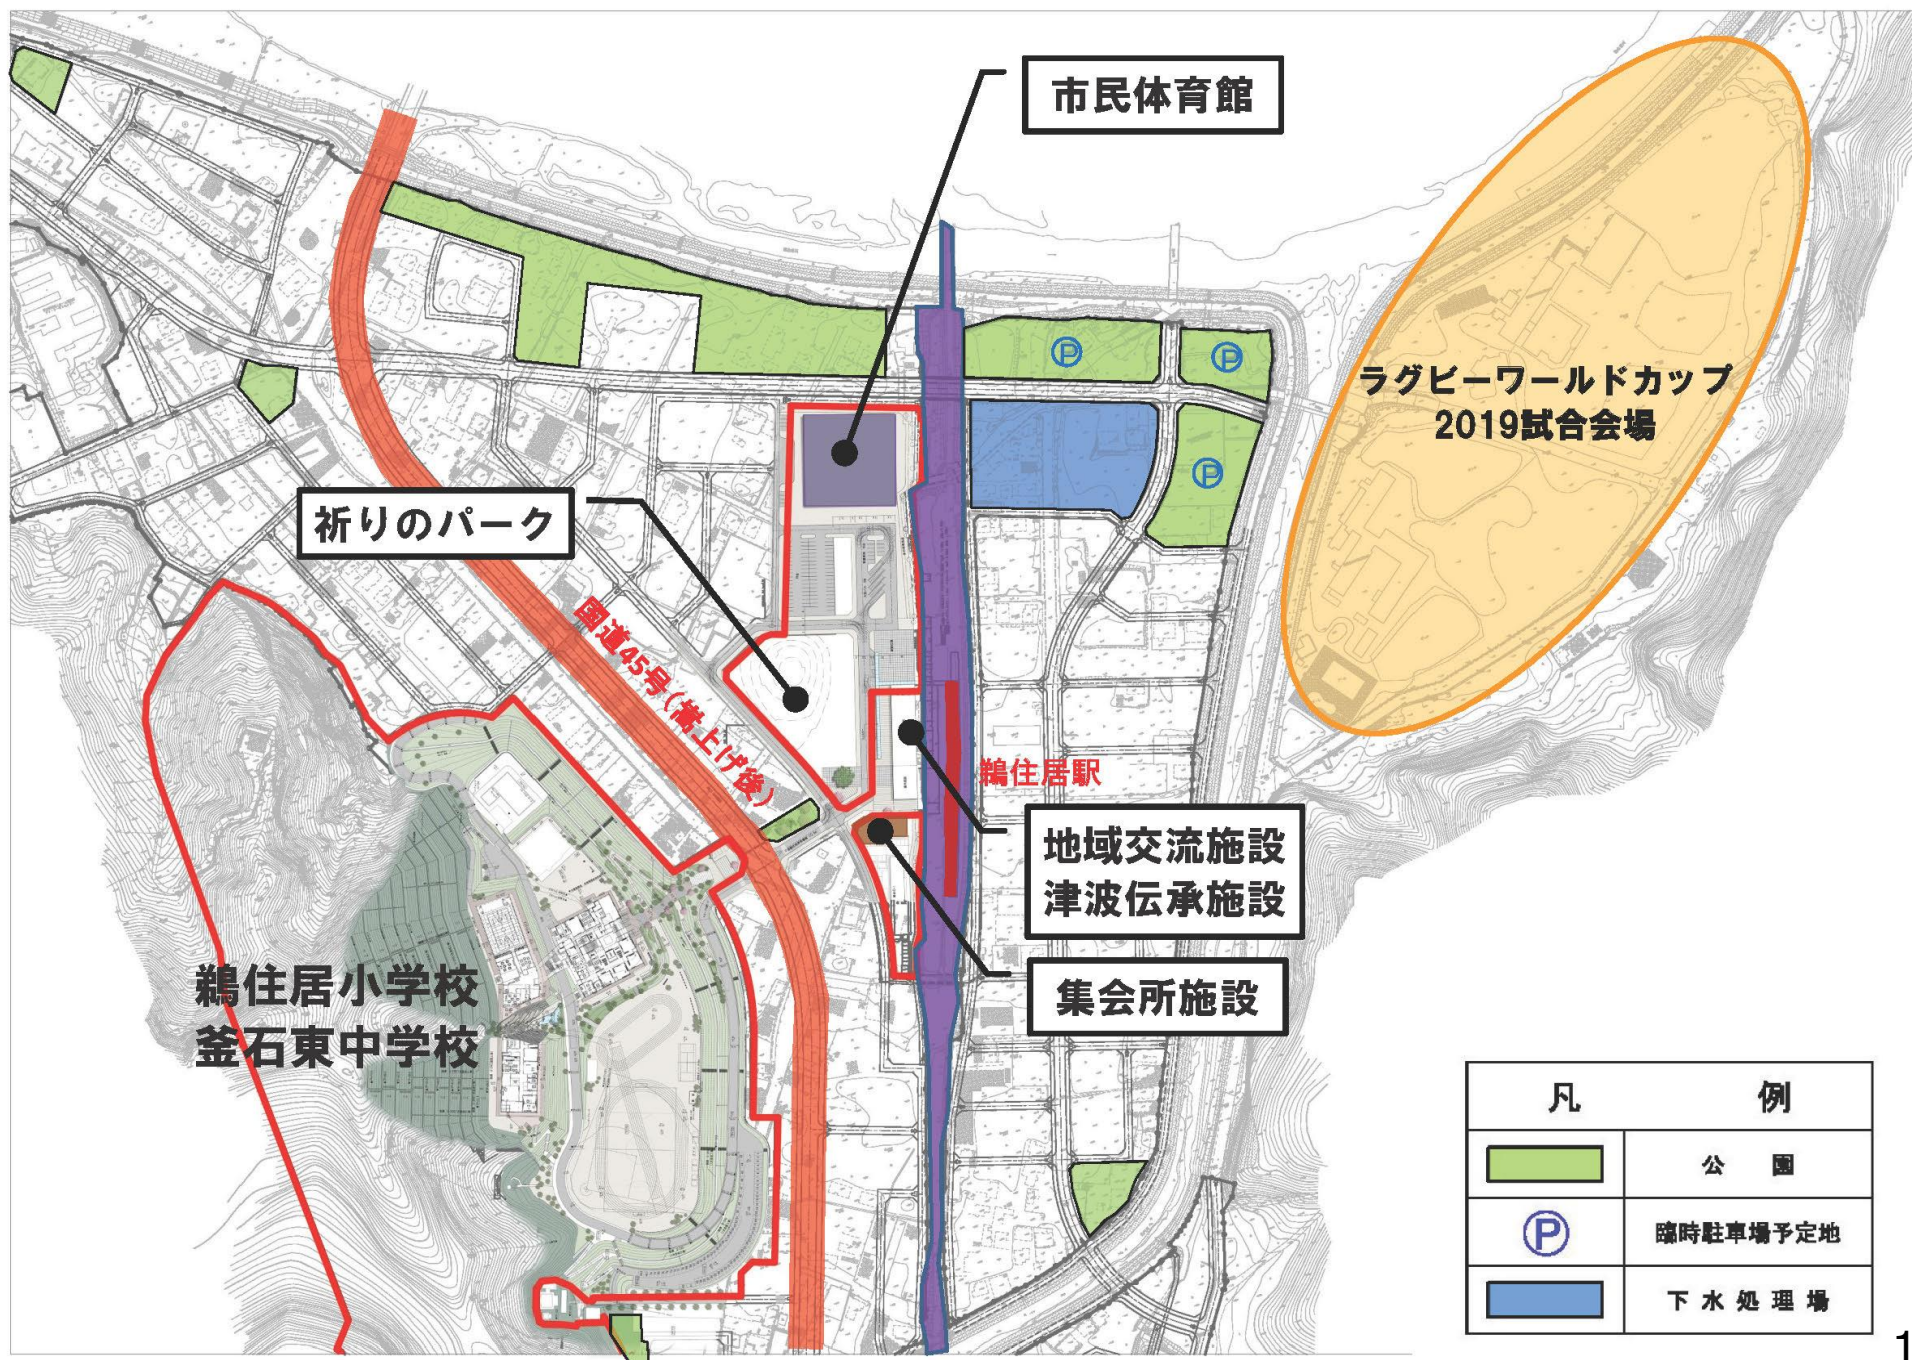 市民体育館
ラグビーワールドカップ
2019試合会場
祈りのパーク
国道45号(嵩上げ後)
鵜住居駅
地域交流施設
津波伝承施設
集会所施設
鵜住居小学校
釜石東中学校
凡 例
公 園
P 臨時駐車場予定地
下水処理場
P
P
P
1